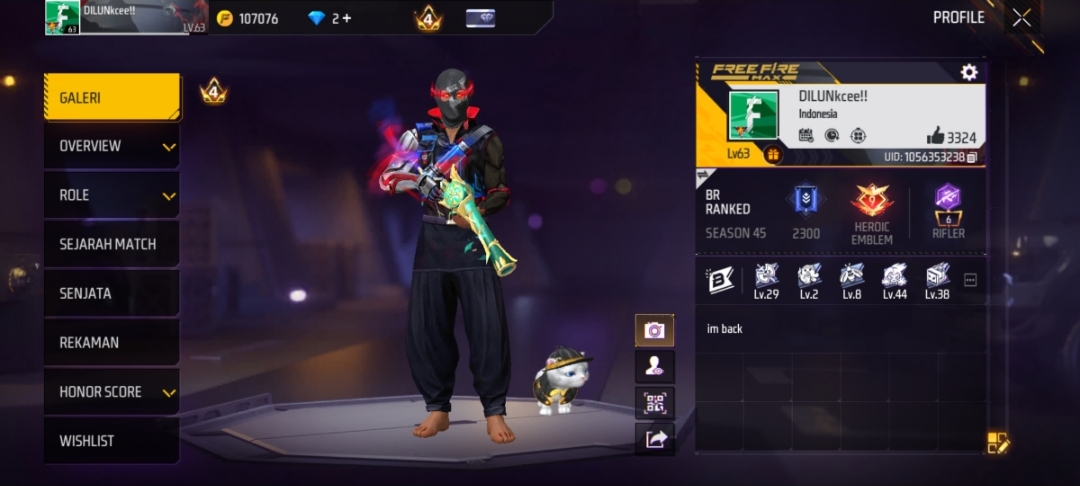 DILUNkcee!!
63
LV.63
107076
2 +
4
PROFILE
GALERI
4
OVERVIEW
ROLE
SEJARAH MATCH
SENJATA
REKAMAN
HONOR SCORE
WISHLIST
FREE FIRE
MAX
DILUNkcee!!
Indonesia
3324
Lv63
UID: 1056353238
BR
RANKED
SEASON 45
2300
9
HEROIC
EMBLEM
6
RIFLER
B
Lv.29
Lv.2
Lv.8
Lv.44
Lv.38
im back